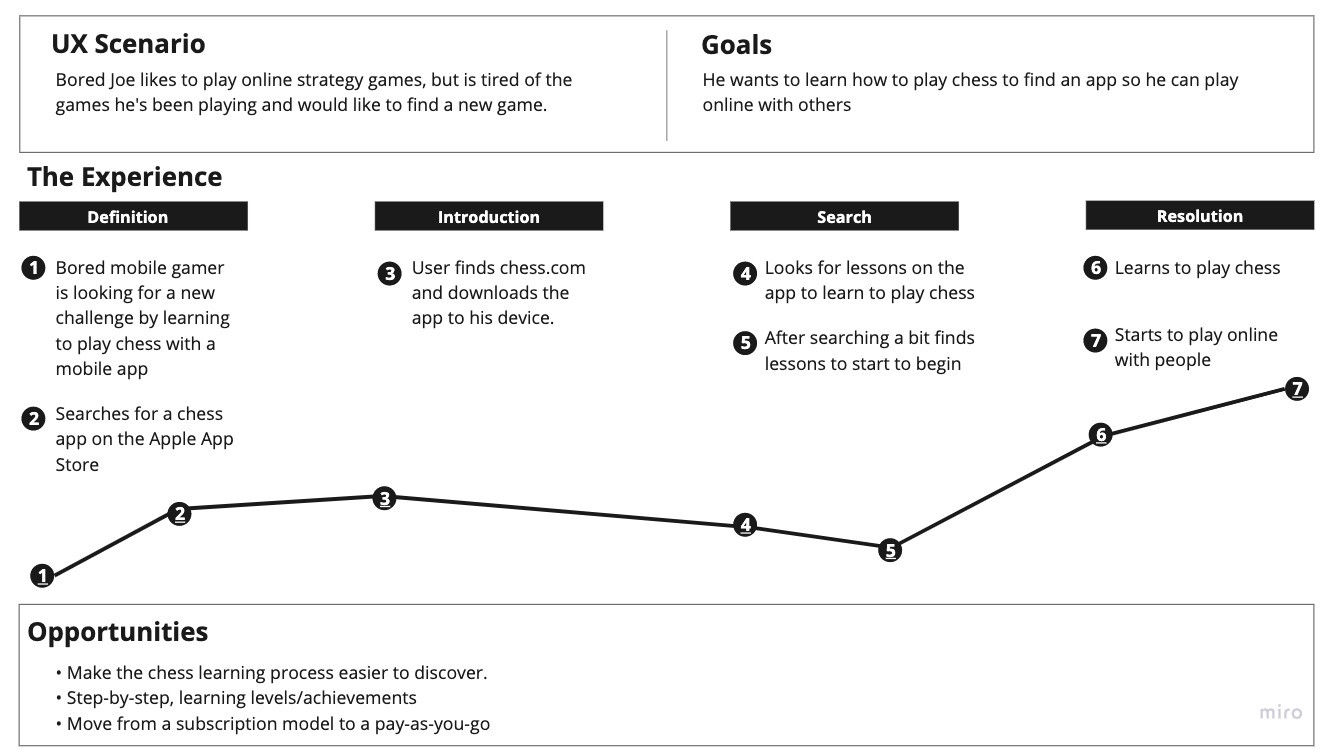 UX Scenario
Bored Joe likes to play online strategy games, but is tired of the
games he's been playing and would like to find a new game.
Goals
He wants to learn how to play chess to find an app so he can play
online with others
The Experience
Definition
1 Bored mobile gamer
is looking for a new
challenge by learning
to play chess with a
mobile app
2 Searches for a chess
app on the Apple App
Store
Introduction
3 User finds chess.com
and downloads the
app to his device.
Search
4 Looks for lessons on the
app to learn to play chess
5 After searching a bit finds
lessons to start to begin
Resolution
6 Learns to play chess
7 Starts to play online
with people
1
2
3
4
5
6
7
Opportunities
• Make the chess learning process easier to discover.
• Step-by-step, learning levels/achievements
• Move from a subscription model to a pay-as-you-go
miro